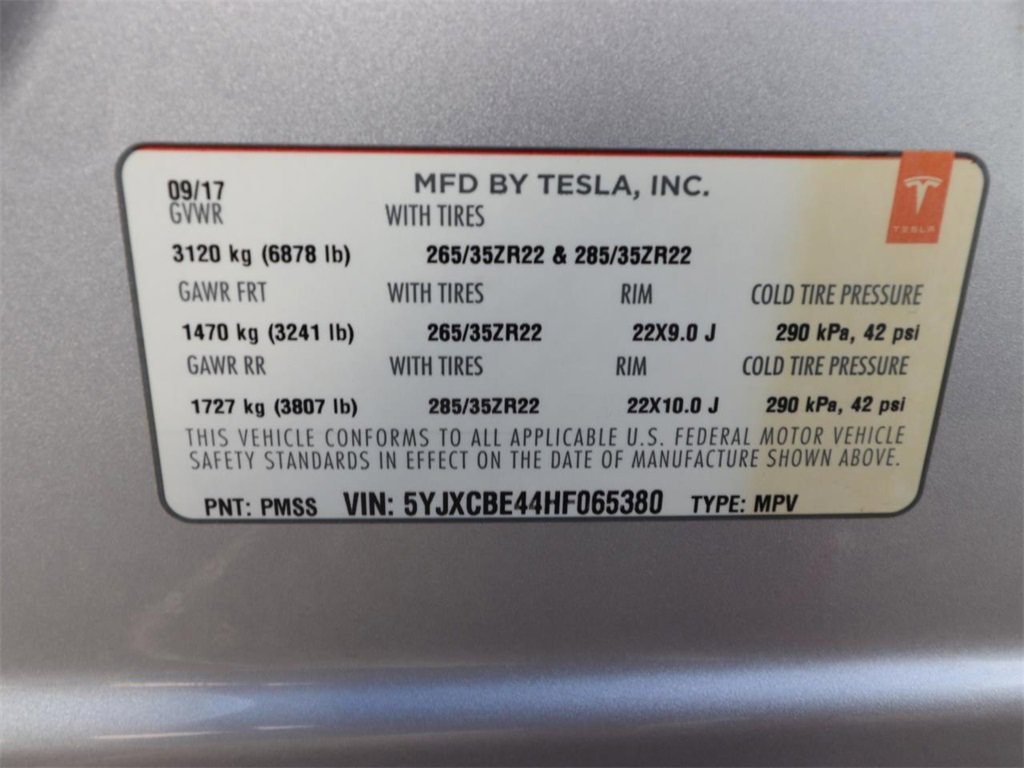 09/17 MFD BY TESLA, INC.
TESLA
GVWR WITH TIRES
3120 kg (6878 lb) 265/35ZR22 & 285/35ZR22
GAWR FRT WITH TIRES RIM COLD TIRE PRESSURE
1470 kg (3241 lb) 265/35ZR22 22X9.0 J 290 kPa, 42 psi
GAWR RR WITH TIRES RIM COLD TIRE PRESSURE
1727 kg (3807 lb) 285/35ZR22 22X10.0 J 290 kPa, 42 psi
THIS VEHICLE CONFORMS TO ALL APPLICABLE U.S. FEDERAL MOTOR VEHICLE
SAFETY STANDARDS IN EFFECT ON THE DATE OF MANUFACTURE SHOWN ABOVE.
PNT: PMSS VIN: 5YJXCBE44HF065380 TYPE: MPV